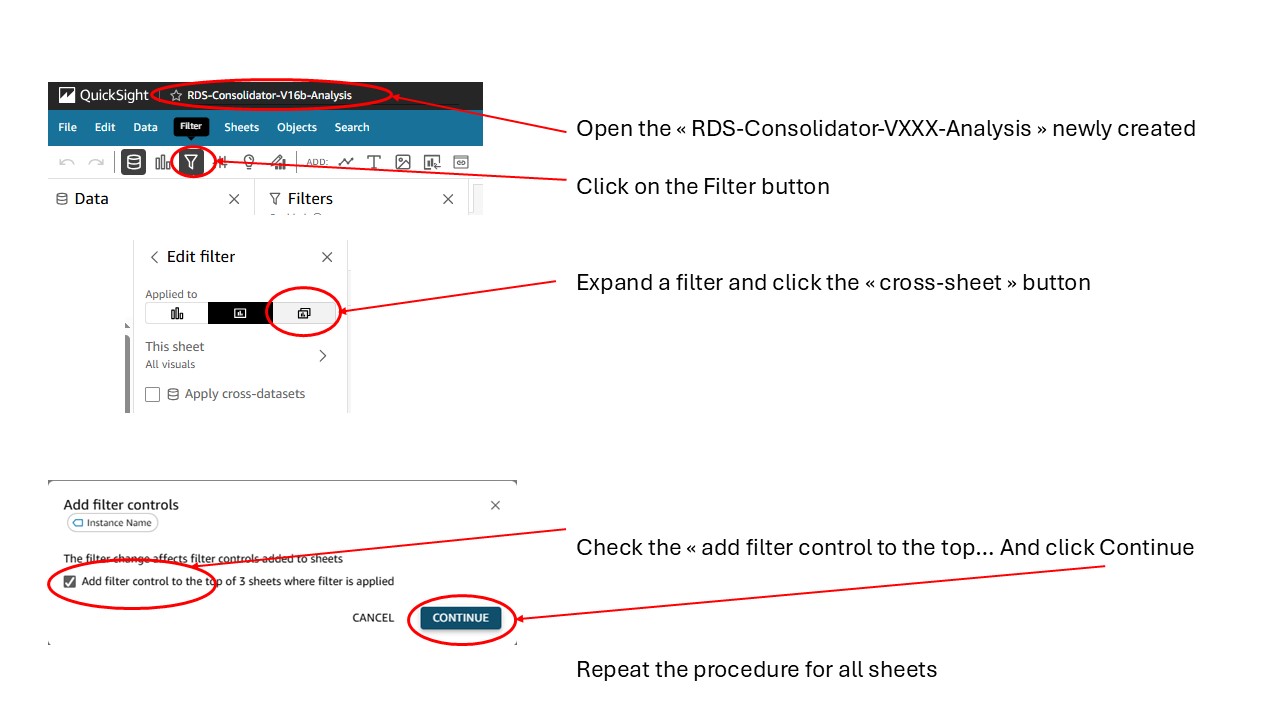 QuickSight
RDS-Consolidator-V16b-Analysis
File Edit Data Filter Sheets Objects Search
ADD:
Data
Filters
Open the « RDS-Consolidator-VXXX-Analysis » newly created
Click on the Filter button
Edit filter
Applied to
This sheet
All visuals
Apply cross-datasets
Expand a filter and click the « cross-sheet » button
Add filter controls
Instance Name
The filter change affects filter controls added to sheets
Add filter control to the top of 3 sheets where filter is applied
CANCEL CONTINUE
Check the « add filter control to the top... And click Continue
Repeat the procedure for all sheets